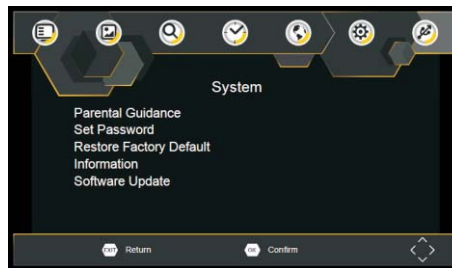 System
Parental Guidance
Set Password
Restore Factory Default
Information
Software Update
EXIT Return OK Confirm